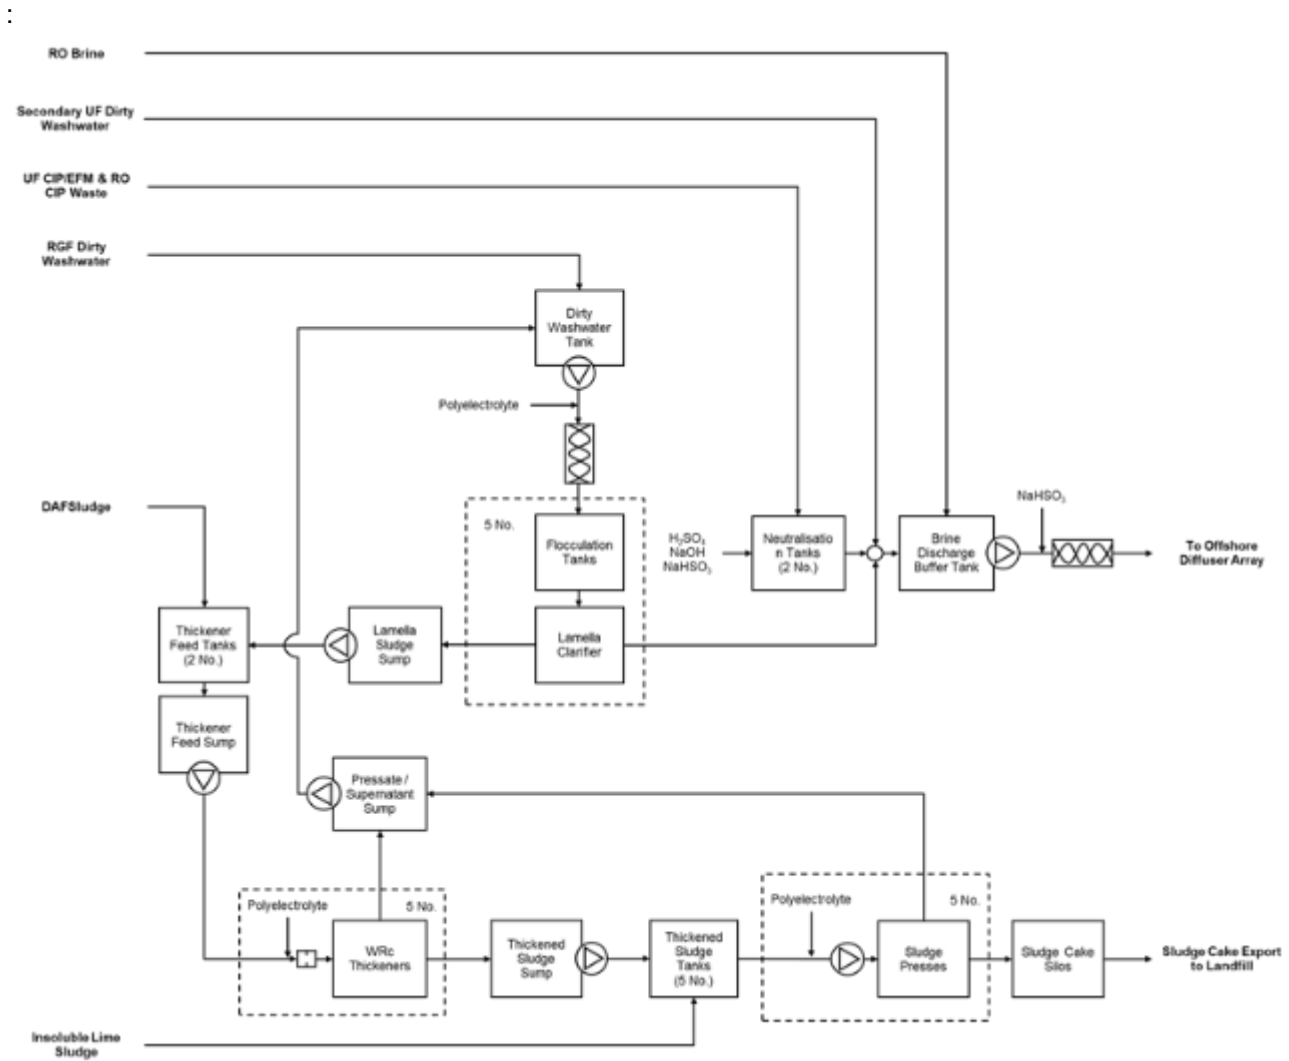 :
RO Brine
Secondary UF Dirty
Washwater
UF CIP/EFM & RO
CIP Waste
RGF Dirty
Washwater
Dirty
Washwater
Tank
Polyelectrolyte
DAFSludge
5 No.
Flocculation
Tanks
H₂SO₄
NaOH
NaHSO₃
Neutralisatio
n Tanks
(2 No.)
Brine
Discharge
Buffer Tank
NaHSO₃
To Offshore
Diffuser Array
Thickener
Feed Tanks
(2 No.)
Lamella
Sludge
Sump
Lamella
Clarifier
Thickener
Feed Sump
Pressate /
Supernatant
Sump
Polyelectrolyte
5 No.
WRc
Thickeners
Thickened
Sludge
Sump
Thickened
Sludge
Tanks
(5 No.)
Polyelectrolyte
5 No.
Sludge
Presses
Sludge Cake
Silos
Sludge Cake Export
to Landfill
Insoluble Lime
Sludge